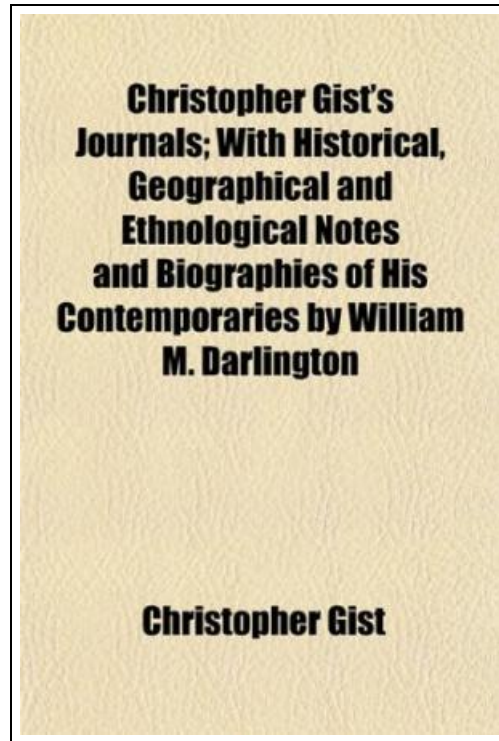 Christopher Gist's
Journals; With Historical,
Geographical and
Ethnological Notes
and Biographies of His
Contemporaries by William
M. Darlington
Christopher Gist